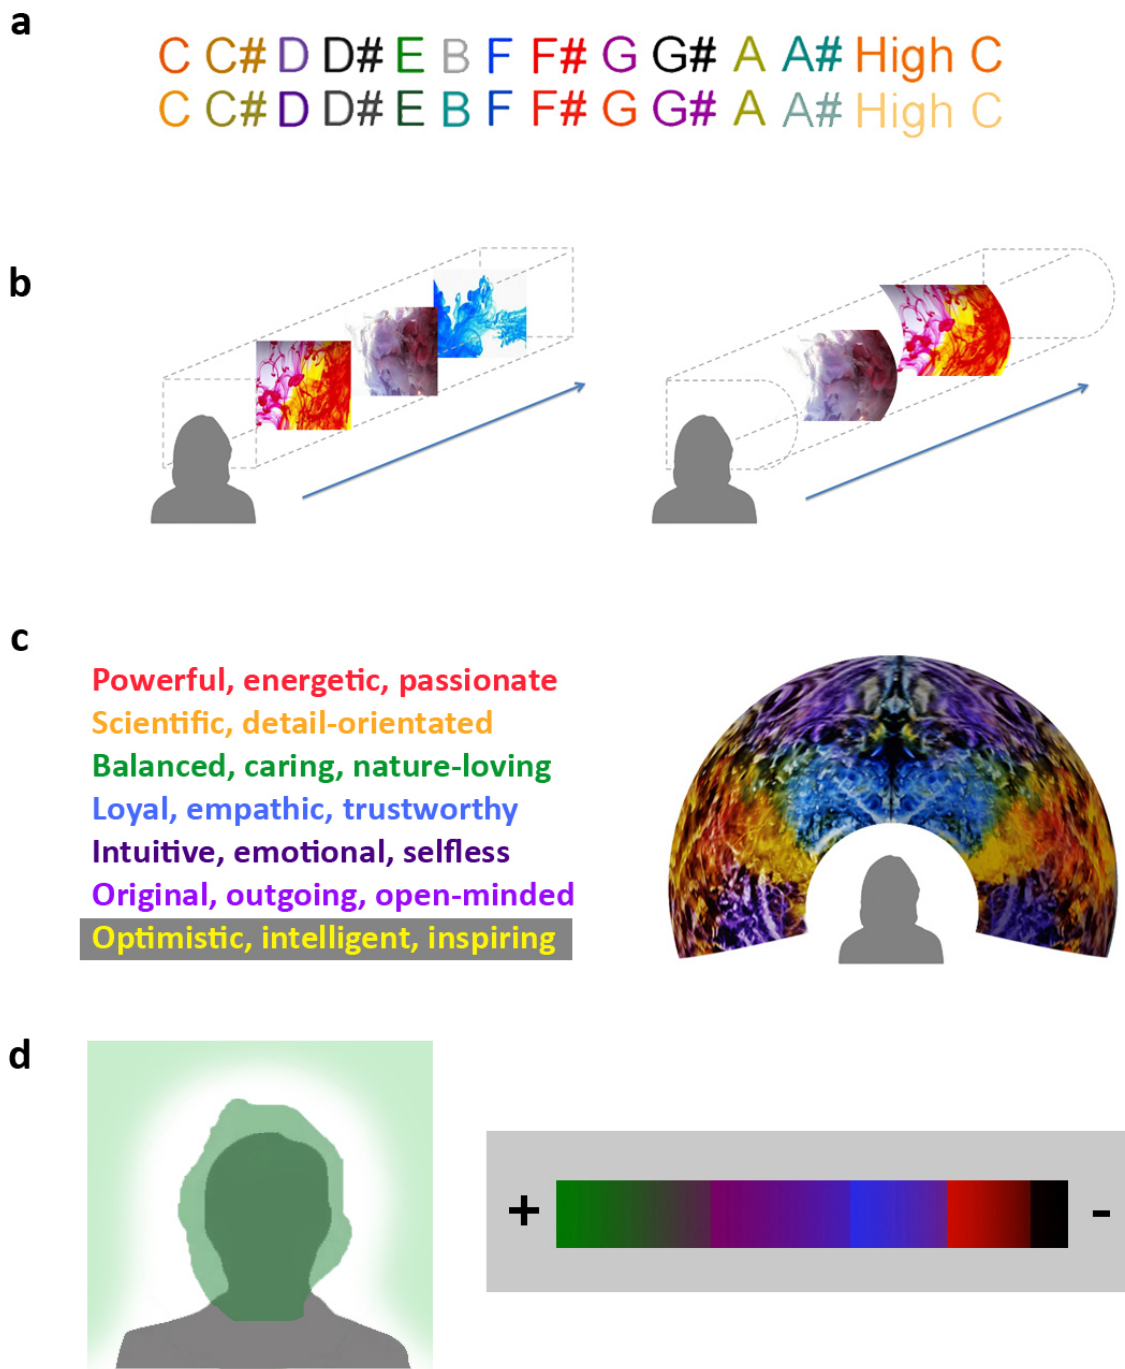 a
C C# D D# E B F F# G G# A A# High C
C C# D D# E B F F# G G# A A# High C
b
c
Powerful, energetic, passionate
Scientific, detail-orientated
Balanced, caring, nature-loving
Loyal, empathic, trustworthy
Intuitive, emotional, selfless
Original, outgoing, open-minded
Optimistic, intelligent, inspiring
d
+ -